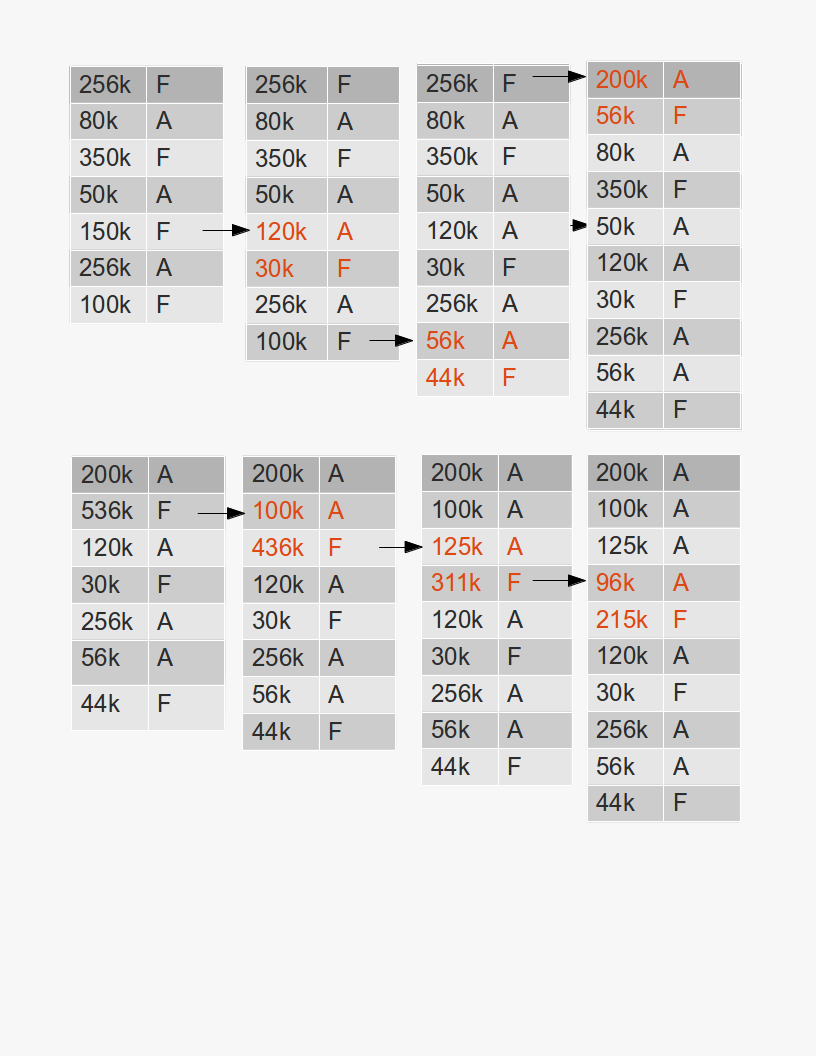 256k F
80k A
350k F
50k A
150k F
256k A
100k F
256k F
80k A
350k F
50k A
120k A
30k F
256k A
100k F
256k F
80k A
350k F
50k A
120k A
30k F
256k A
56k A
44k F
200k A
56k F
80k A
350k F
50k A
120k A
30k F
256k A
56k A
44k F
200k A
536k F
120k A
30k F
256k A
56k A
44k F
200k A
100k A
436k F
120k A
30k F
256k A
56k A
44k F
200k A
100k A
125k A
311k F
120k A
30k F
256k A
56k A
44k F
200k A
100k A
125k A
96k A
215k F
120k A
30k F
256k A
56k A
44k F